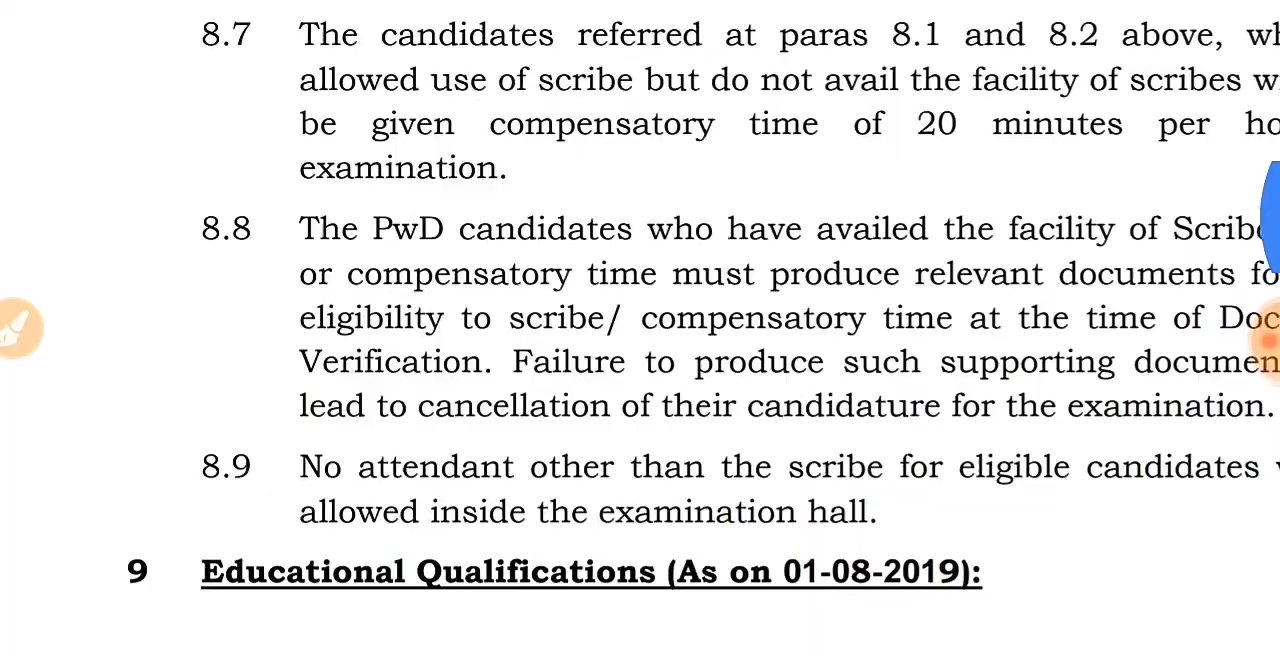 8.7 The candidates referred at paras 8.1 and 8.2 above,
allowed use of scribe but do not avail the facility of scribes
be given compensatory time of 20 minutes per
examination.
8.8 The PwD candidates who have availed the facility of
or compensatory time must produce relevant documents
eligibility to scribe/ compensatory time at the time of
Verification. Failure to produce such supporting
lead to cancellation of their candidature for the examination.
8.9 No attendant other than the scribe for eligible candidates
allowed inside the examination hall.
9 Educational Qualifications (As on 01-08-2019):